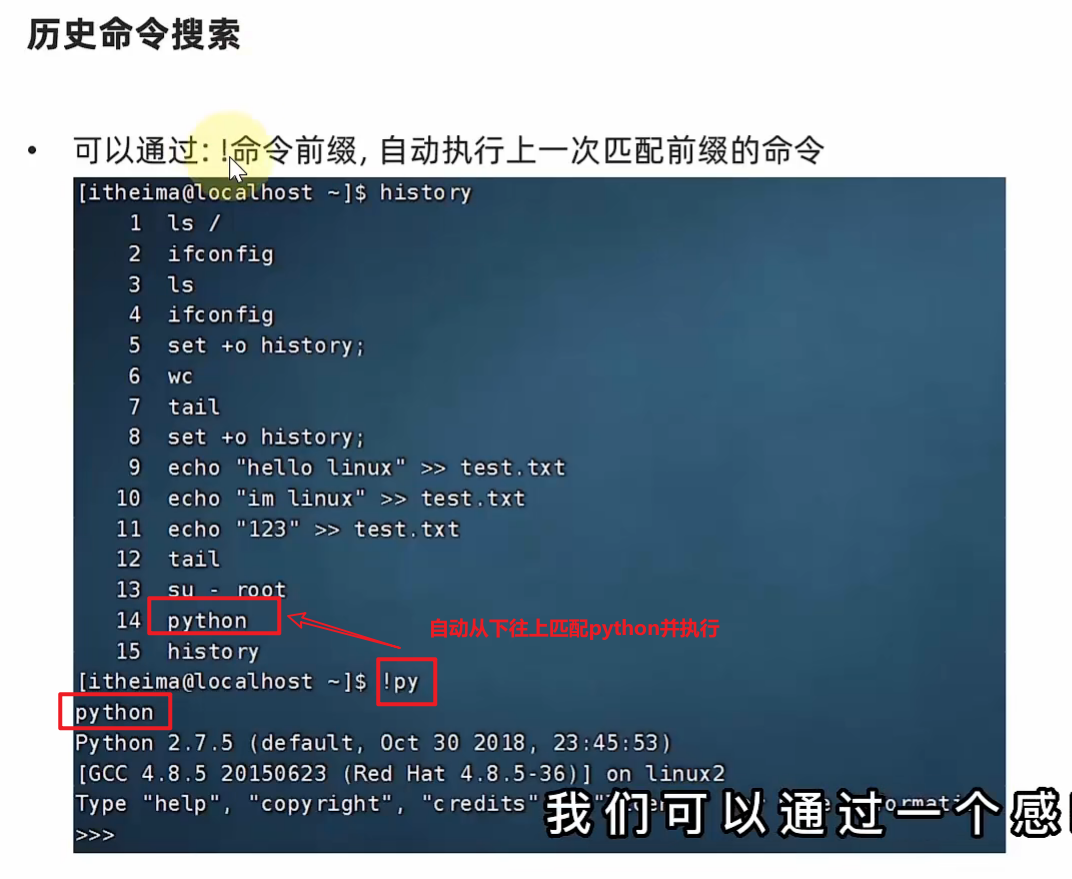 历史命令搜索
• 可以通过: !命令前缀, 自动执行上一次匹配前缀的命令
[itheima@localhost ~]$ history
1 ls /
2 ifconfig
3 ls
4 ifconfig
5 set +o history;
6 wc
7 tail
8 set +o history;
9 echo "hello linux" >> test.txt
10 echo "im linux" >> test.txt
11 echo "123" >> test.txt
12 tail
13 su - root
14 python
自动从下往上匹配python并执行
15 history
[itheima@localhost ~]$ !py
python
Python 2.7.5 (default, Oct 30 2018, 23:45:53)
[GCC 4.8.5 20150623 (Red Hat 4.8.5-36)] on linux2
Type "help", "copyright", "credits"
我们可以通过一个感
>>>